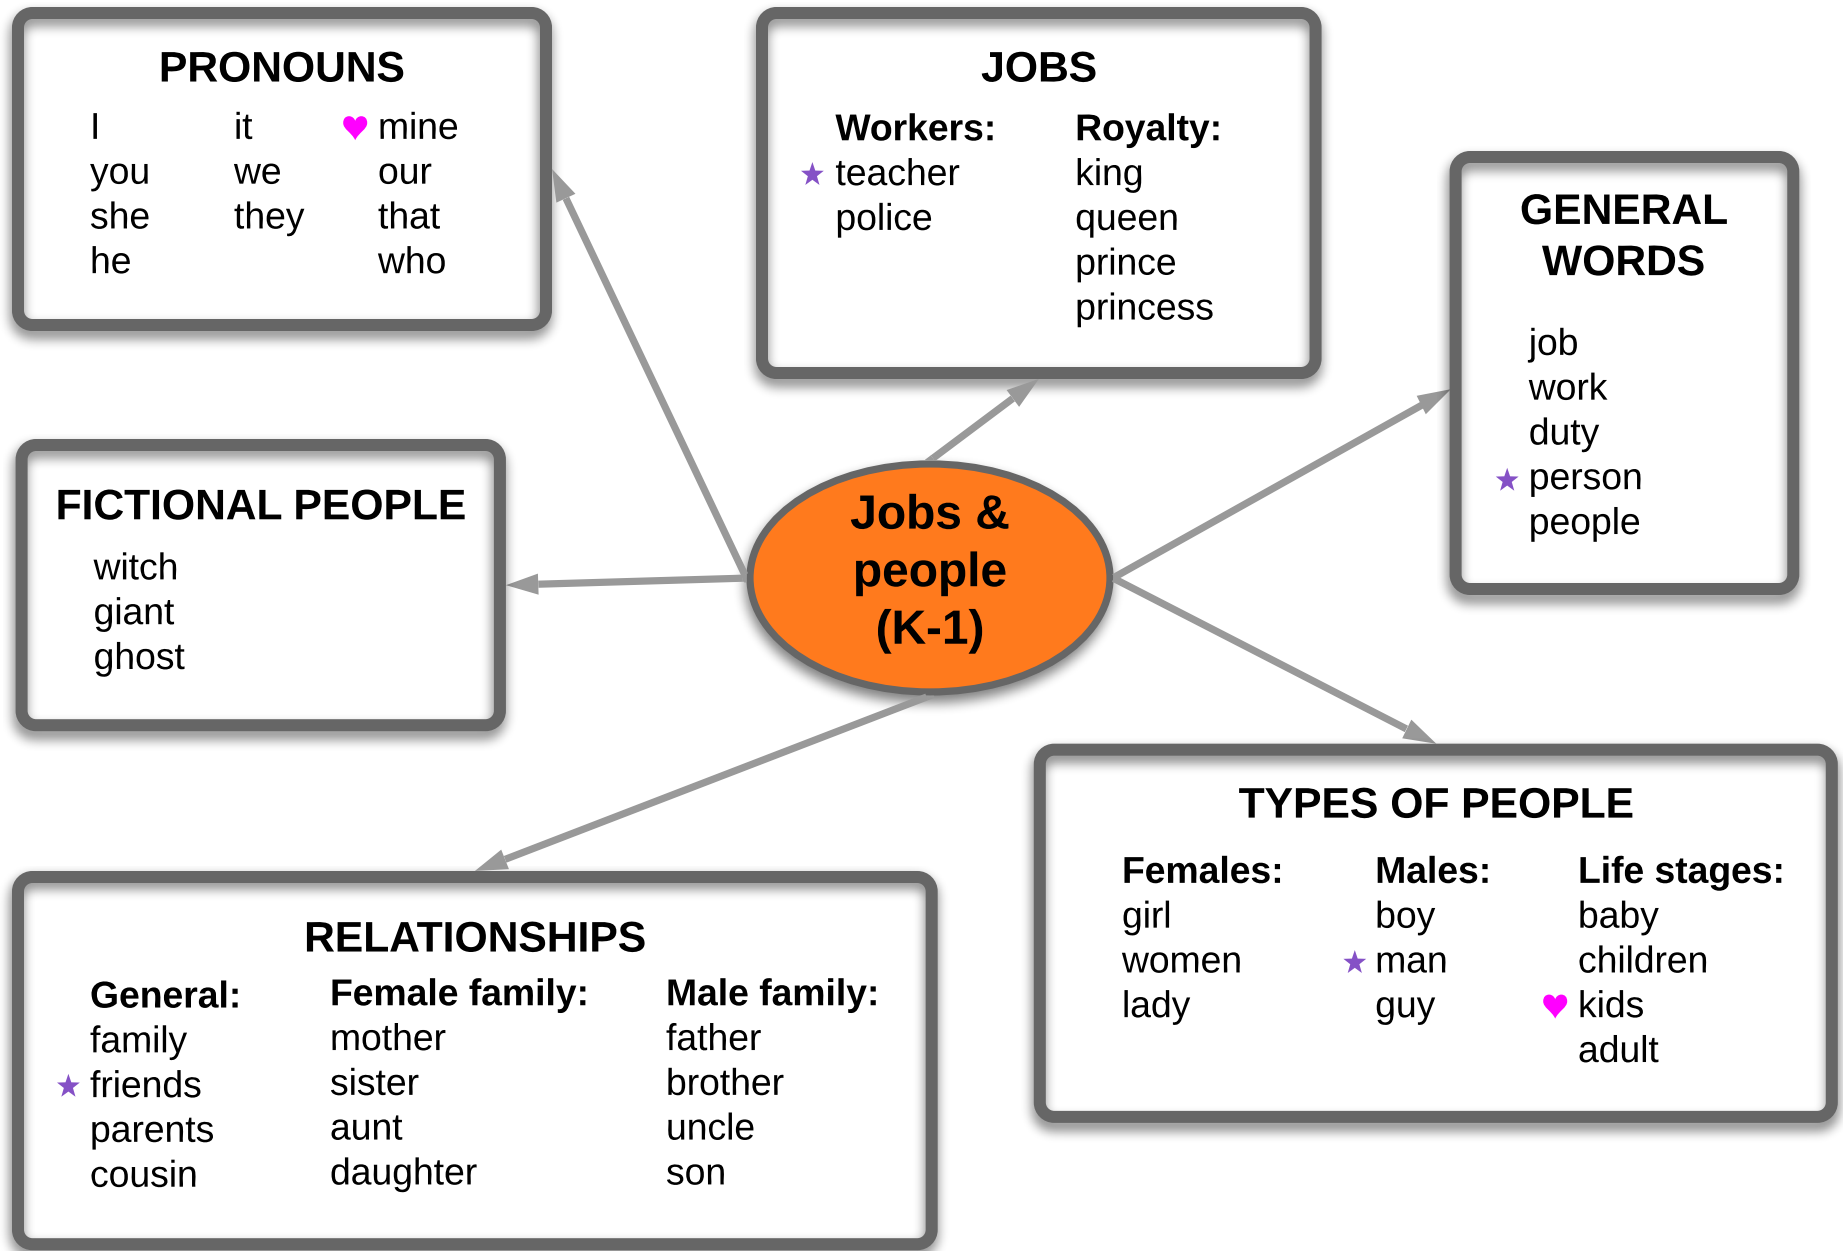 PRONOUNS
I
you
she
he
it
we
they
mine
our
that
who
JOBS
Workers:
teacher
police
Royalty:
king
queen
prince
princess
GENERAL
WORDS
job
work
duty
person
people
FICTIONAL PEOPLE
witch
giant
ghost
Jobs &
people
(K-1)
TYPES OF PEOPLE
Females:
girl
women
lady
Males:
boy
man
guy
Life stages:
baby
children
kids
adult
RELATIONSHIPS
General:
family
friends
parents
cousin
Female family:
mother
sister
aunt
daughter
Male family:
father
brother
uncle
son